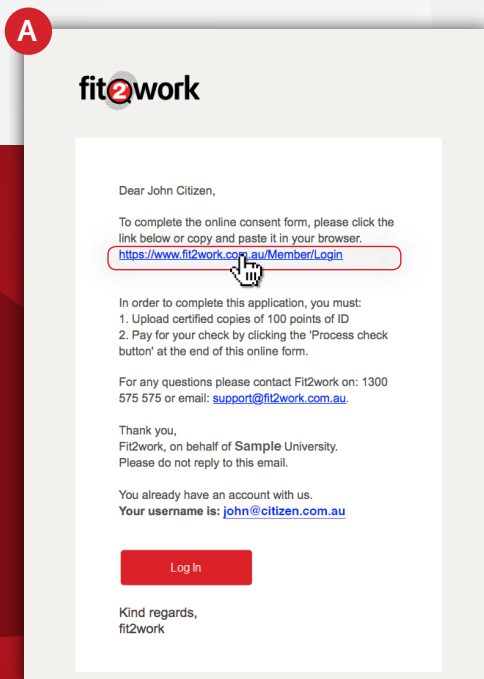 A
fit2work
Dear John Citizen,
To complete the online consent form, please click the
link below or copy and paste it in your browser.
https://www.fit2work.com.au/Member/Login
In order to complete this application, you must:
1. Upload certified copies of 100 points of ID
2. Pay for your check by clicking the 'Process check
button' at the end of this online form.
For any questions please contact Fit2work on: 1300
575 575 or email: support@fit2work.com.au.
Thank you,
Fit2work, on behalf of Sample University.
Please do not reply to this email.
You already have an account with us.
Your username is: john@citizen.com.au
Log In
Kind regards,
fit2work